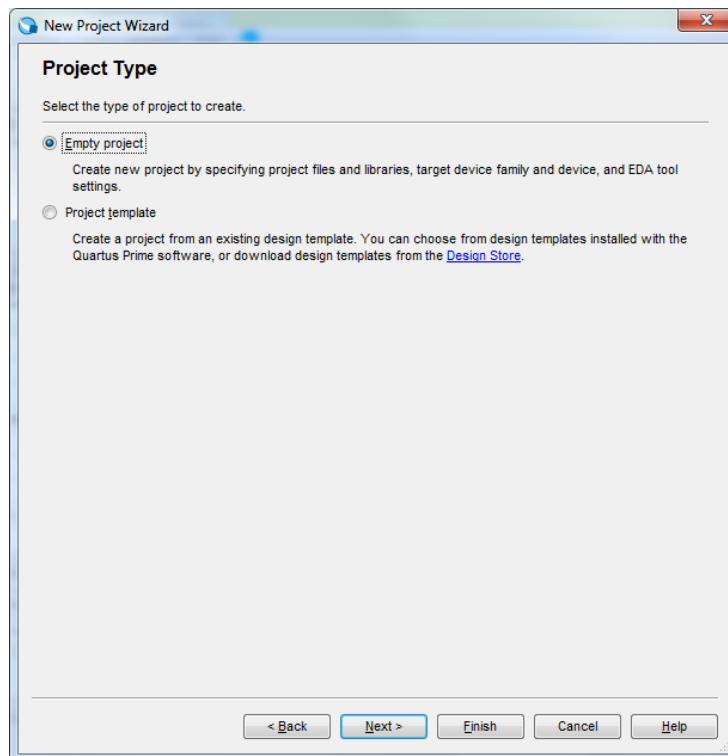 New Project Wizard
Project Type
Select the type of project to create.
Empty project
Create new project by specifying project files and libraries, target device family and device, and EDA tool
settings.
Project template
Create a project from an existing design template. You can choose from design templates installed with the
Quartus Prime software, or download design templates from the Design Store.
< Back Next > Finish Cancel Help